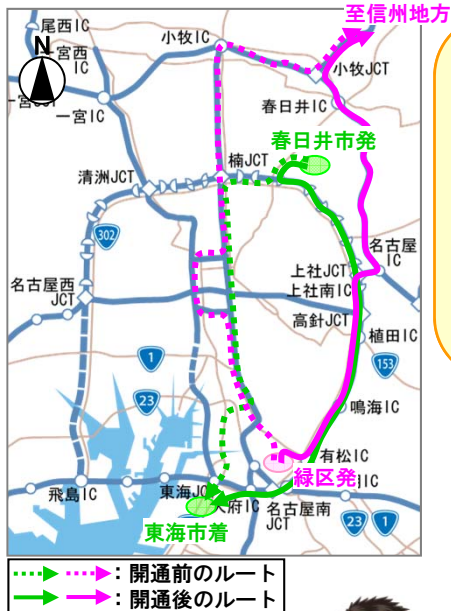 至信州地方
尾西IC
小牧IC
一宮西
IC
N
小牧JCT
春日井IC
一宮IC
春日井市発
楠JCT
清洲JCT
302
名古屋
IC
上社JCT
上社南IC
名古屋西
JCT
高針JCT
植田IC
1
153
23
鳴海IC
有松IC
緑区発
飛島IC
東海JC
大府IC
名古屋南
JCT
東海市着
23
1
:開通前のルート
:開通後のルート